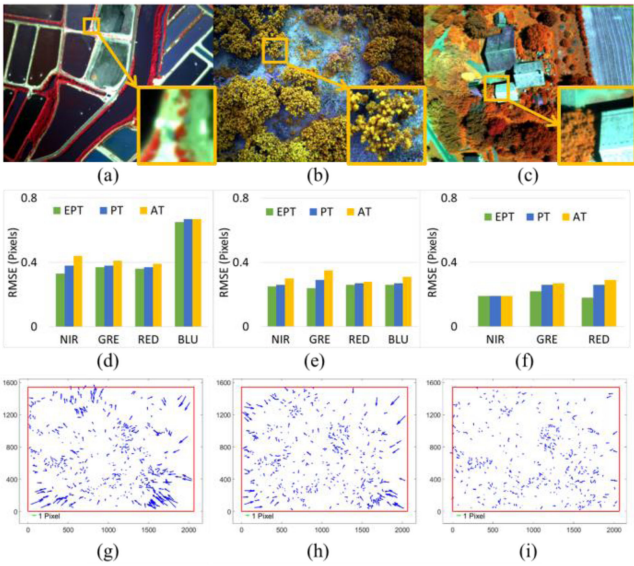 (a) (b) (c)
0.8 0.8 0.8
EPT PT AT EPT PT AT EPT PT AT
RMSE (Pixels) RMSE (Pixels) RMSE (Pixels)
0.4 0.4 0.4
0 0 0
NIR GRE RED BLU NIR GRE RED BLU NIR GRE RED
(d) (e) (f)
1600 1600 1600
1200 1200 1200
800 800 800
400 400 400
0 0 0
1 Pixel 1 Pixel 1 Pixel
0 500 1000 1500 2000 0 500 1000 1500 2000 0 500 1000 1500 2000
(g) (h) (i)